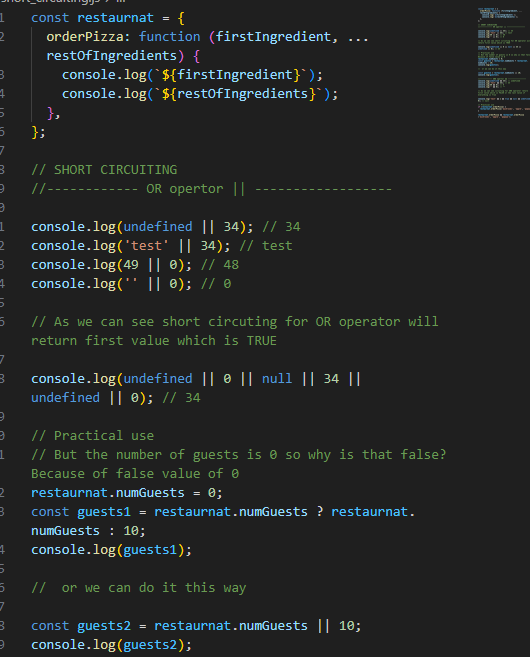 const restaurnat = {
orderPizza: function (firstIngredient, ...
restOfIngredients) {
console.log(`${firstIngredient}`);
console.log(`${restOfIngredients}`);
},
};
// SHORT CIRCUITING
//------------ OR opertor || ------------------
console.log(undefined || 34); // 34
console.log('test' || 34); // test
console.log(49 || 0); // 48
console.log('' || 0); // 0
// As we can see short circuting for OR operator will
return first value which is TRUE
console.log(undefined || 0 || null || 34 ||
undefined || 0); // 34
// Practical use
// But the number of guests is 0 so why is that false?
Because of false value of 0
restaurnat.numGuests = 0;
const guests1 = restaurnat.numGuests ? restaurnat.
numGuests : 10;
console.log(guests1);
//  or we can do it this way
const guests2 = restaurnat.numGuests || 10;
console.log(guests2);